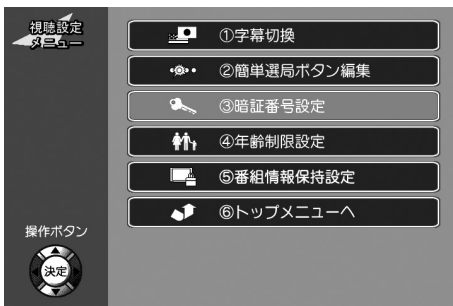 視聴設定
メニュー
①字幕切換
②簡単選局ボタン編集
③暗証番号設定
④年齢制限設定
⑤番組情報保持設定
⑥トップメニューへ
操作ボタン
決定